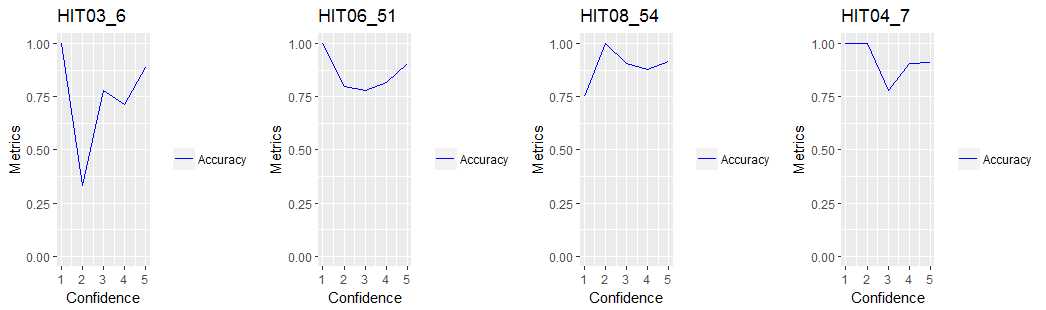 HIT03_6
1.00
0.75
0.50
0.25
0.00
Metrics
1 2 3 4 5
Confidence
Accuracy
HIT06_51
1.00
0.75
0.50
0.25
0.00
Metrics
1 2 3 4 5
Confidence
Accuracy
HIT08_54
1.00
0.75
0.50
0.25
0.00
Metrics
1 2 3 4 5
Confidence
Accuracy
HIT04_7
1.00
0.75
0.50
0.25
0.00
Metrics
1 2 3 4 5
Confidence
Accuracy